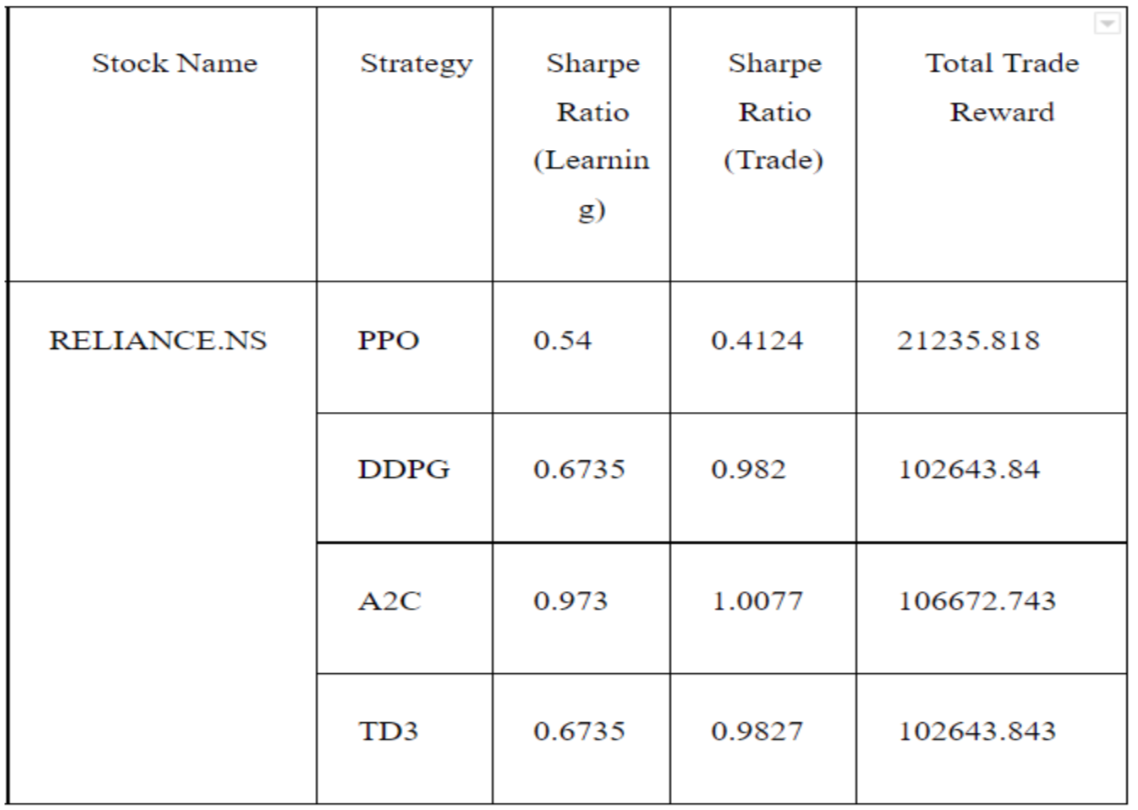 Stock Name Strategy Sharpe Sharpe Total Trade
Ratio Ratio Reward
(Learnin (Trade)
g)
RELIANCE.NS PPO 0.54 0.4124 21235.818
DDPG 0.6735 0.982 102643.84
A2C 0.973 1.0077 106672.743
TD3 0.6735 0.9827 102643.843